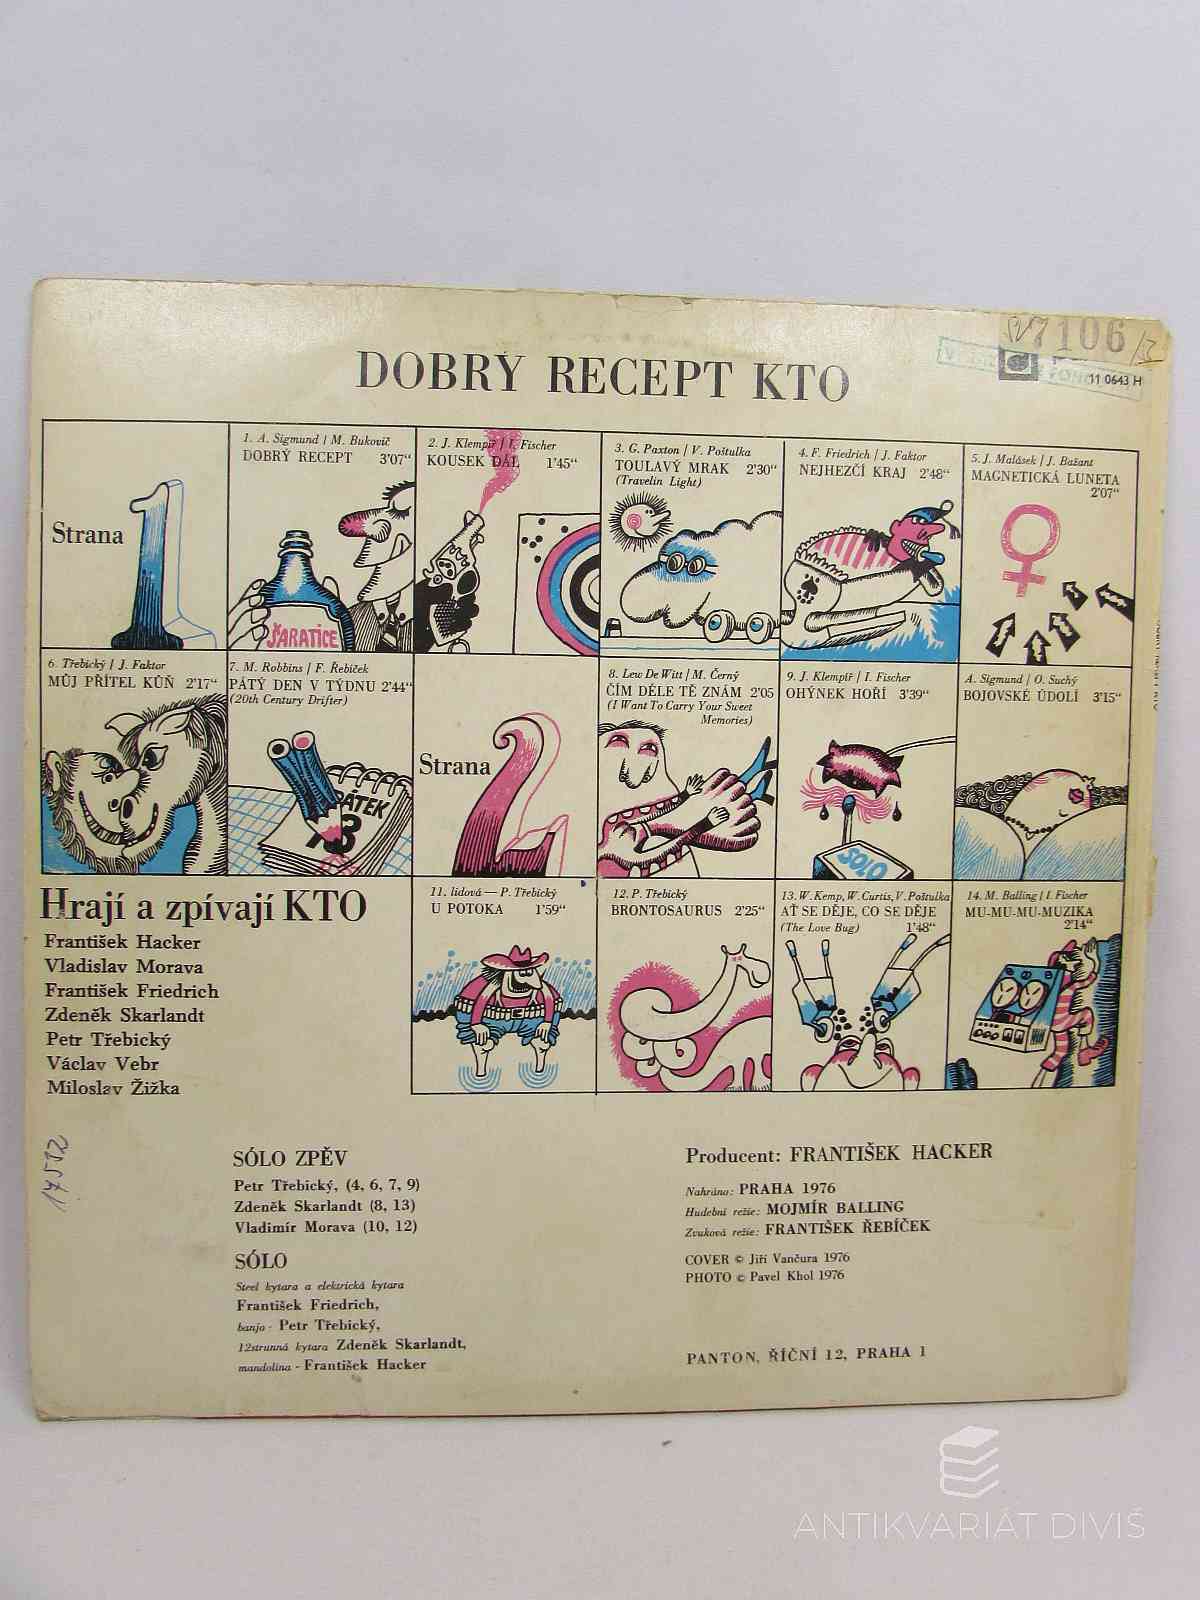 DOBRÝ RECEPT KTO
7106/3
11 0643 H
Strana 1
1. A. Sigmund / M. Bukovič
DOBRÝ RECEPT 3'07"
ŠARATICE
2. J. Klempíř / I. Fischer
KOUSEK DÁL 1'45"
3. G. Paxton / V. Poštulka
TOULAVÝ MRAK 2'30"
(Travelin Light)
4. F. Friedrich / J. Faktor
NEJHEZČÍ KRAJ 2'48"
5. J. Malásek / J. Bažant
MAGNETICKÁ LUNETA
2'07"
6. Třebický / J. Faktor
MŮJ PŘÍTEL KŮŇ 2'17"
7. M. Robbins / F. Řebíček
PÁTÝ DEN V TÝDNU 2'44"
(20th Century Drifter)
PÁTEK
13
Strana 2
8. Lew De Witt / M. Černý
ČÍM DÉLE TĚ ZNÁM 2'05
(I Want To Carry Your Sweet
Memories)
9. J. Klempíř / I. Fischer
OHÝNEK HOŘÍ 3'39"
SOLO
A. Sigmund / O. Suchý
BOJOVSKÉ ÚDOLÍ 3'15"
11. lidová — P. Třebický
U POTOKA 1'59"
12. P. Třebický
BRONTOSAURUS 2'25"
13. W. Kemp, W. Curtis, V. Poštulka
AŤ SE DĚJE, CO SE DĚJE
(The Love Bug) 1'48"
14. M. Balling / I. Fischer
MU-MU-MU-MUZIKA
2'14"
Hrají a zpívají KTO
František Hacker
Vladislav Morava
František Friedrich
Zdeněk Skarlandt
Petr Třebický
Václav Vebr
Miloslav Žižka
17592
SÓLO ZPĚV
Petr Třebický, (4, 6, 7, 9)
Zdeněk Skarlandt (8, 13)
Vladimír Morava (10, 12)
SÓLO
Steel kytara a elektrická kytara
František Friedrich,
banjo - Petr Třebický,
12strunná kytara Zdeněk Skarlandt,
mandolina - František Hacker
Producent: FRANTIŠEK HACKER
Nahráno: PRAHA 1976
Hudební režie: MOJMÍR BALLING
Zvuková režie: FRANTIŠEK ŘEBÍČEK
COVER © Jiří Vančura 1976
PHOTO © Pavel Khol 1976
PANTON, ŘÍČNÍ 12, PRAHA 1
ANTIKVARIÁT DIVIŠ